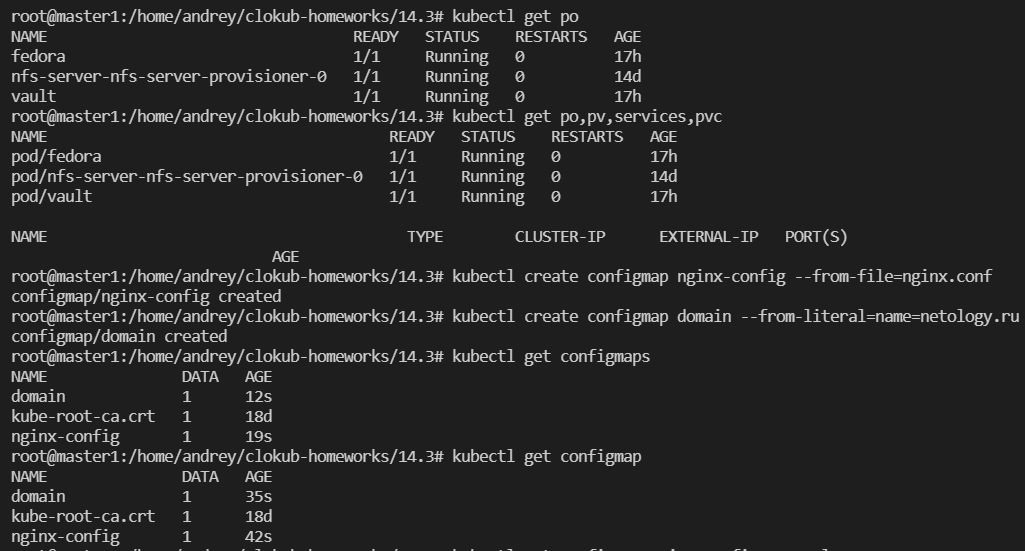 root@master1:/home/andrey/clokub-homeworks/14.3# kubectl get po
NAME                                  READY   STATUS    RESTARTS   AGE
fedora                                1/1     Running   0          17h
nfs-server-nfs-server-provisioner-0   1/1     Running   0          14d
vault                                 1/1     Running   0          17h
root@master1:/home/andrey/clokub-homeworks/14.3# kubectl get po,pv,services,pvc
NAME                                      READY   STATUS    RESTARTS   AGE
pod/fedora                                1/1     Running   0          17h
pod/nfs-server-nfs-server-provisioner-0   1/1     Running   0          14d
pod/vault                                 1/1     Running   0          17h
NAME                                        TYPE        CLUSTER-IP      EXTERNAL-IP   PORT(S)
                             AGE
root@master1:/home/andrey/clokub-homeworks/14.3# kubectl create configmap nginx-config --from-file=nginx.conf
configmap/nginx-config created
root@master1:/home/andrey/clokub-homeworks/14.3# kubectl create configmap domain --from-literal=name=netology.ru
configmap/domain created
root@master1:/home/andrey/clokub-homeworks/14.3# kubectl get configmaps
NAME               DATA   AGE
domain             1      12s
kube-root-ca.crt   1      18d
nginx-config       1      19s
root@master1:/home/andrey/clokub-homeworks/14.3# kubectl get configmap
NAME               DATA   AGE
domain             1      35s
kube-root-ca.crt   1      18d
nginx-config       1      42s